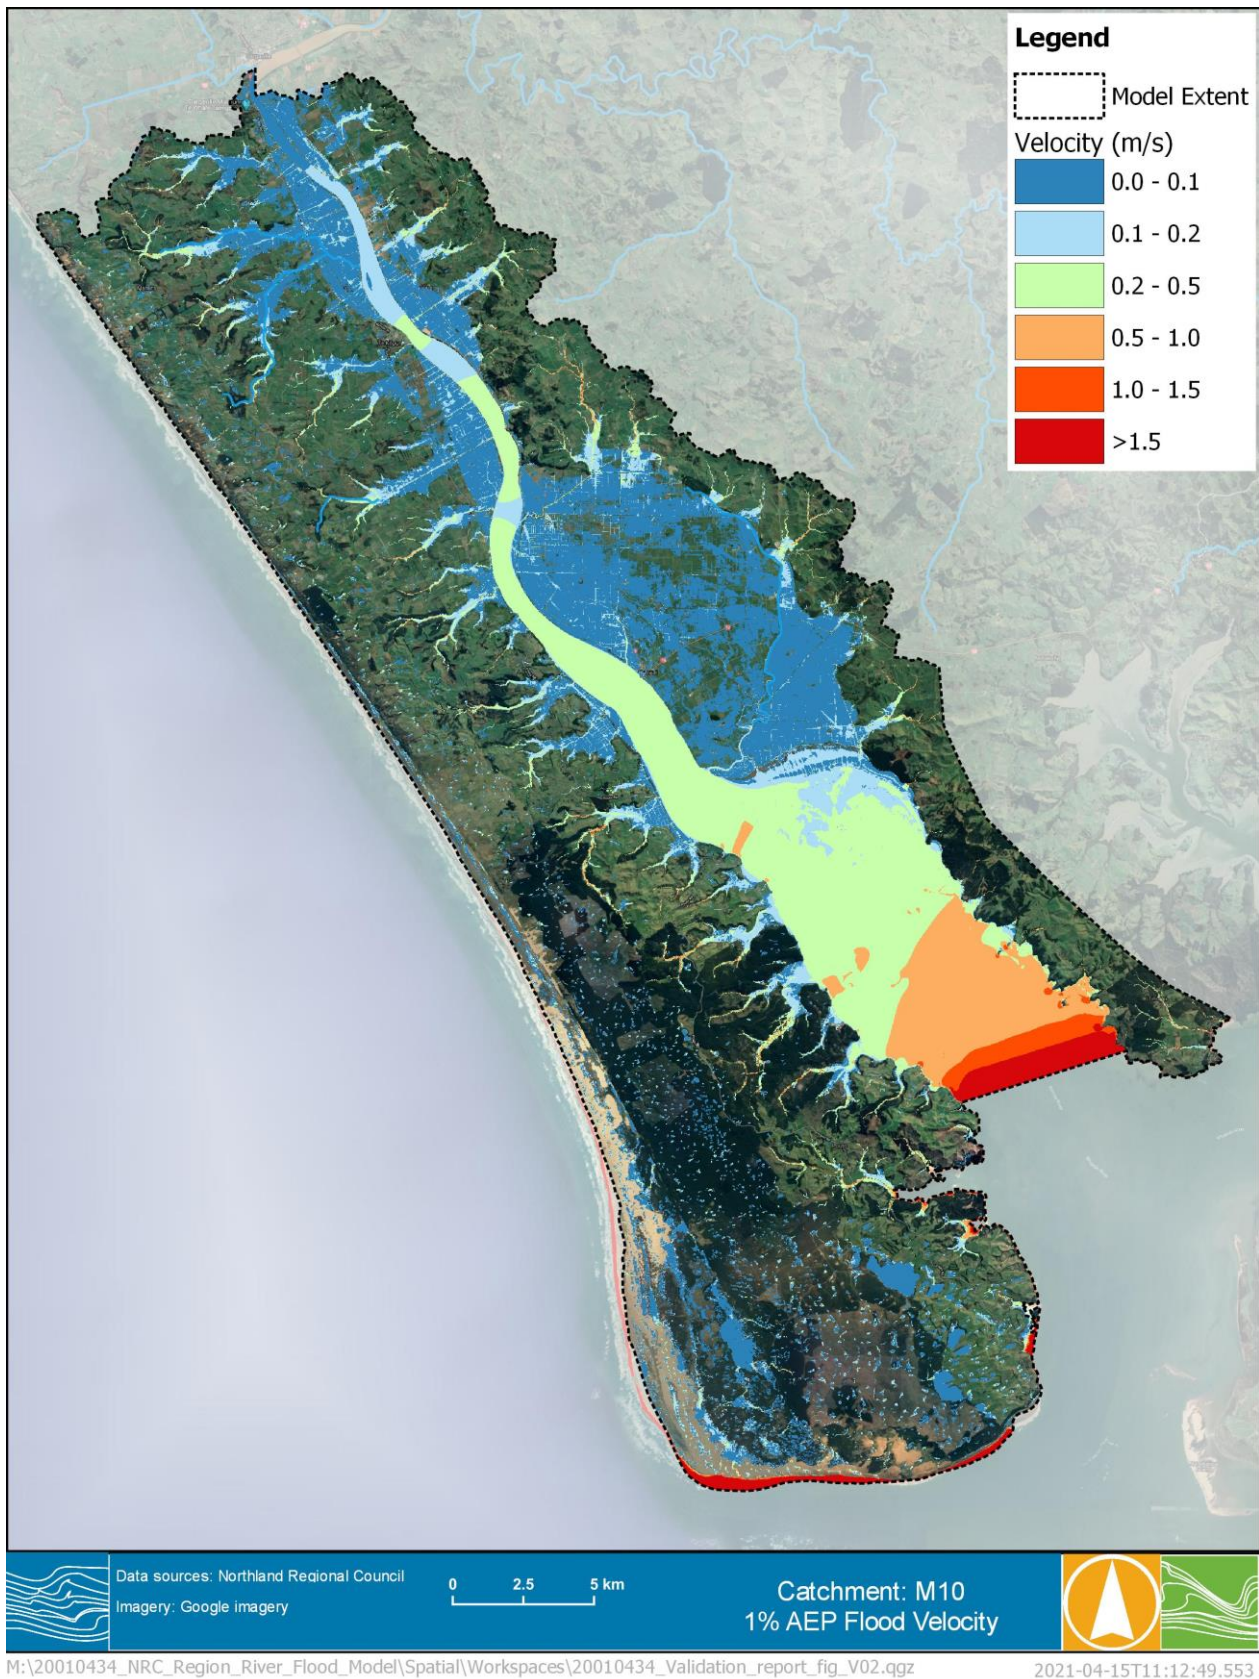 Legend
Model Extent
Velocity (m/s)
0.0 - 0.1
0.1 - 0.2
0.2 - 0.5
0.5 - 1.0
1.0 - 1.5
>1.5
Data sources: Northland Regional Council
Imagery: Google imagery
0 2.5 5 km
Catchment: M10
1% AEP Flood Velocity
M:\20010434_NRC_Region_River_Flood_Model\Spatial\Workspaces\20010434_Validation_report_fig_V02.qgz
2021-04-15T11:12:49.553